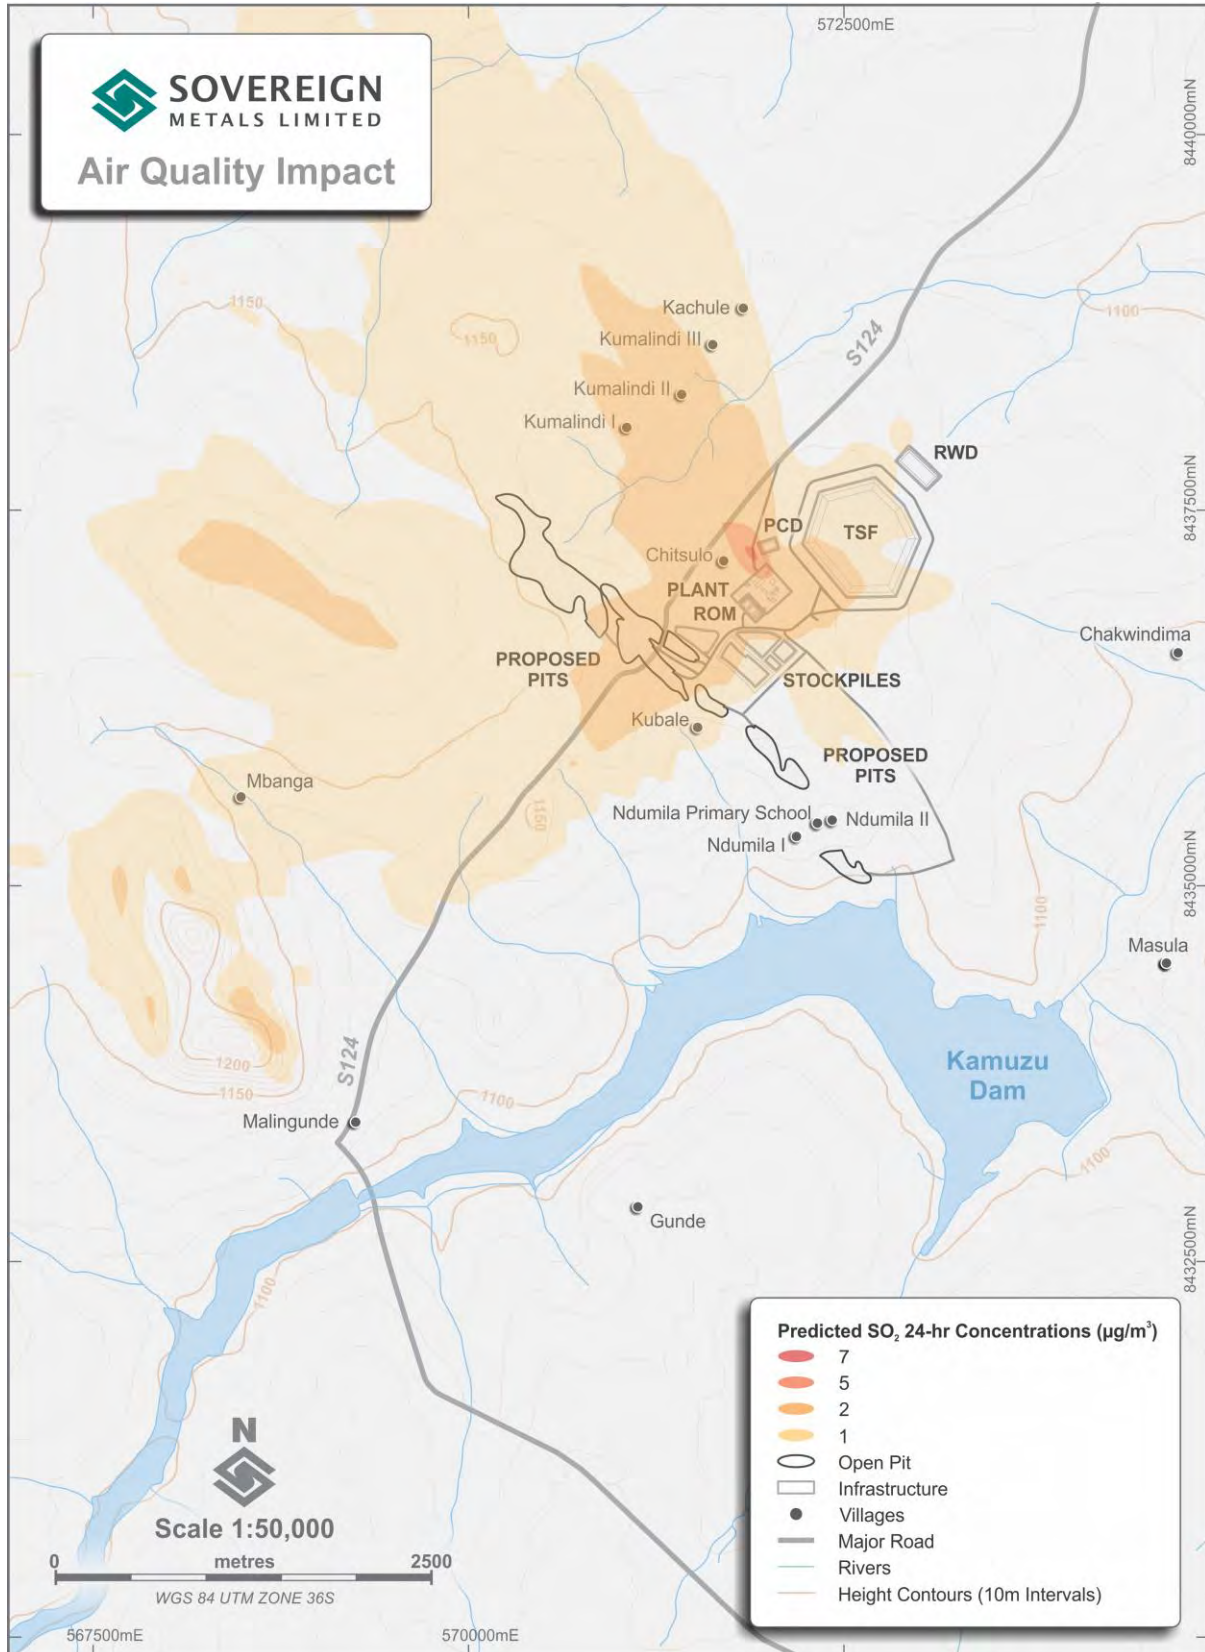 572500mE
SOVEREIGN
METALS LIMITED
Air Quality Impact
8440000mN
1150
1150
1100
Kachule
Kumalindi III
S124
Kumalindi II
Kumalindi I
RWD
8437500mN
PCD
TSF
Chitsulo
PLANT
ROM
Chakwindima
PROPOSED
PITS
STOCKPILES
Kubale
PROPOSED
PITS
Mbanga
1150
Ndumila Primary School
Ndumila II
Ndumila I
8435000mN
1100
Masula
1200
1150
S124
1100
Kamuzu
Dam
Malingunde
1100
Gunde
8432500mN
1100
Predicted SO₂ 24-hr Concentrations (µg/m³)
7
5
2
1
Open Pit
Infrastructure
Villages
Major Road
Rivers
Height Contours (10m Intervals)
N
Scale 1:50,000
0 metres 2500
WGS 84 UTM ZONE 36S
567500mE
570000mE